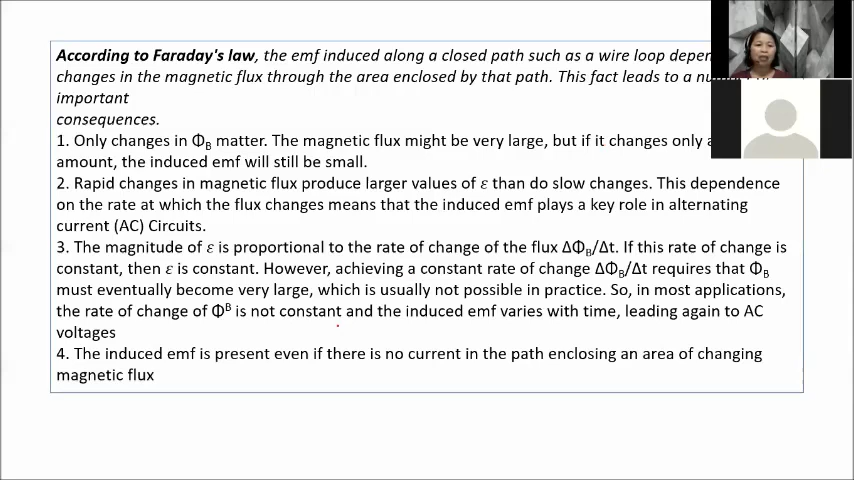 According to Faraday's law, the emf induced along a closed path such as a wire loop
changes in the magnetic flux through the area enclosed by that path. This fact leads to a
important
consequences.
1. Only changes in Φ_B matter. The magnetic flux might be very large, but if it changes only
amount, the induced emf will still be small.
2. Rapid changes in magnetic flux produce larger values of ε than do slow changes. This dependence
on the rate at which the flux changes means that the induced emf plays a key role in alternating
current (AC) Circuits.
3. The magnitude of ε is proportional to the rate of change of the flux ΔΦ_B/Δt. If this rate of change is
constant, then ε is constant. However, achieving a constant rate of change ΔΦ_B/Δt requires that Φ_B
must eventually become very large, which is usually not possible in practice. So, in most applications,
the rate of change of Φ^B is not constant and the induced emf varies with time, leading again to AC
voltages
4. The induced emf is present even if there is no current in the path enclosing an area of changing
magnetic flux